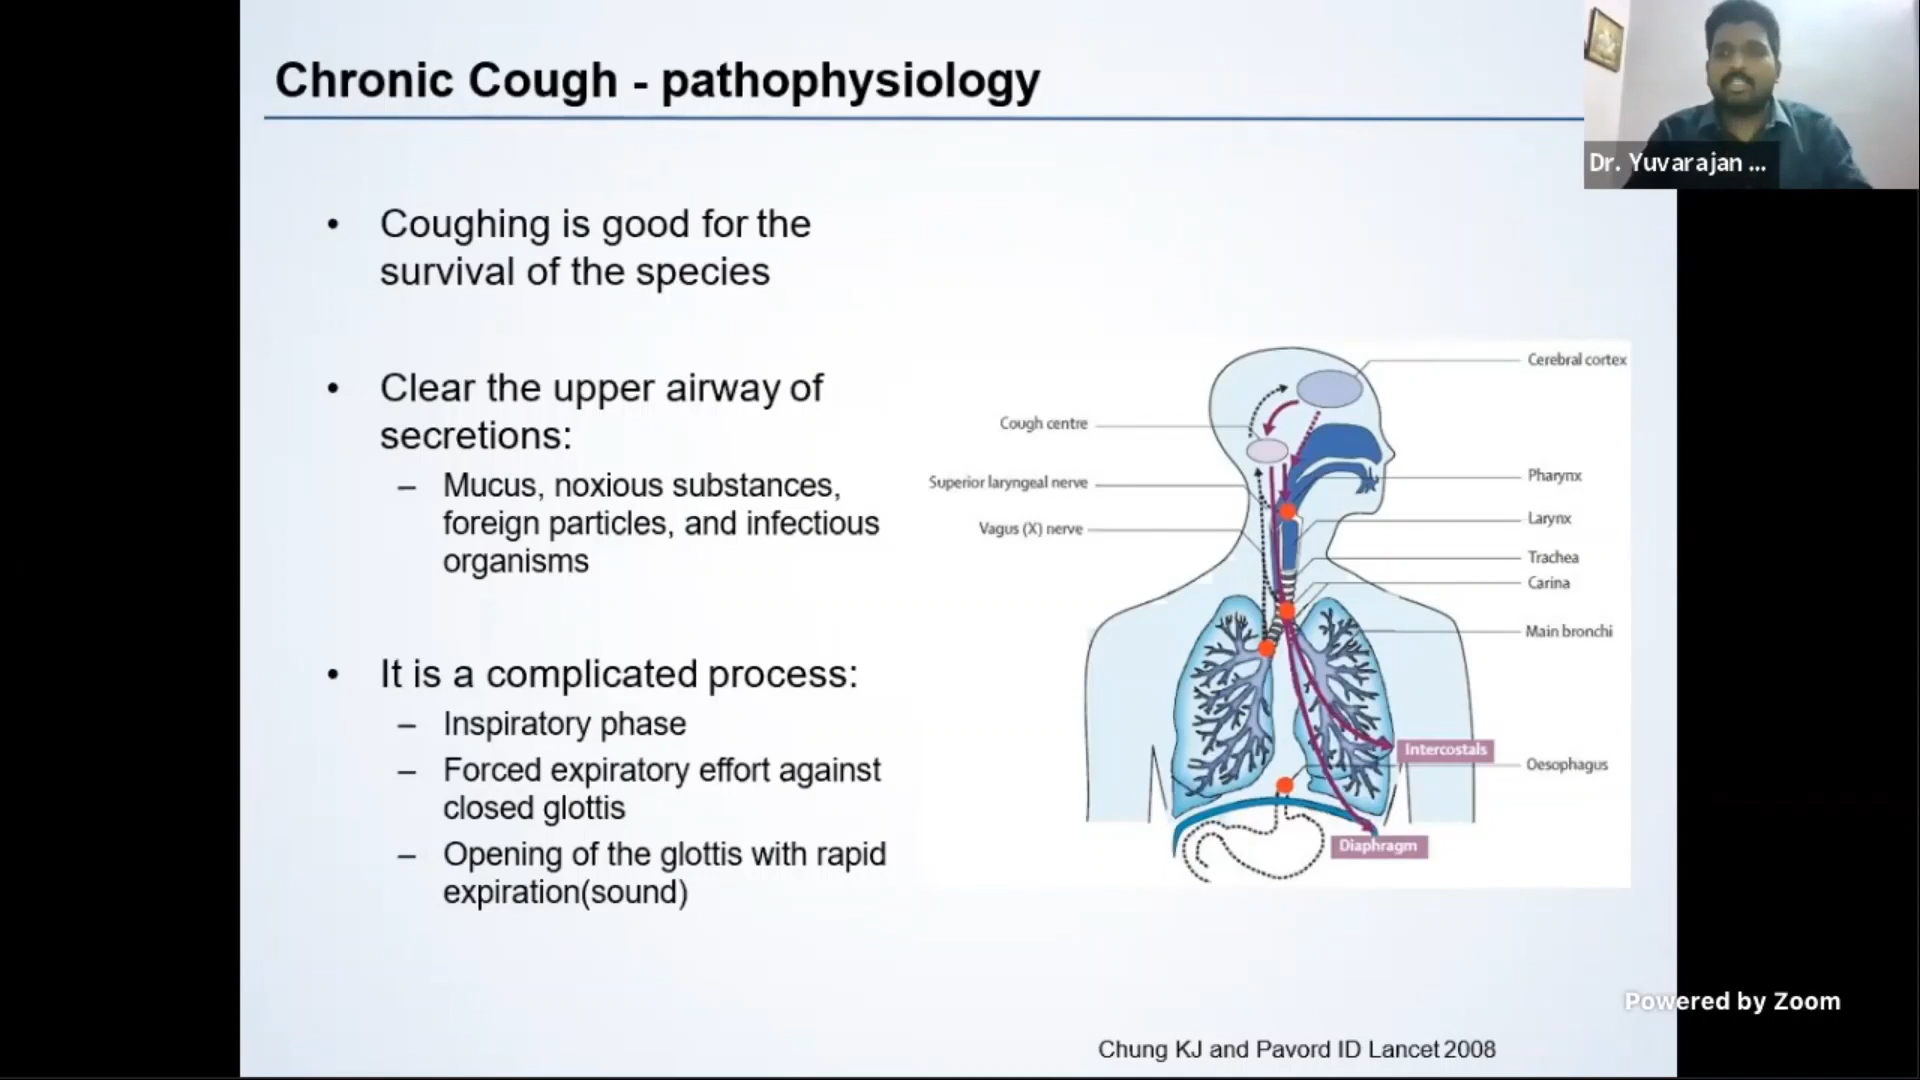 Chronic Cough - pathophysiology
Dr. Yuvarajan ...
• Coughing is good for the
survival of the species
• Clear the upper airway of
secretions:
– Mucus, noxious substances,
foreign particles, and infectious
organisms
• It is a complicated process:
– Inspiratory phase
– Forced expiratory effort against
closed glottis
– Opening of the glottis with rapid
expiration(sound)
Cerebral cortex
Cough centre
Superior laryngeal nerve
Vagus (X) nerve
Pharynx
Larynx
Trachea
Carina
Main bronchi
Intercostals
Oesophagus
Diaphragm
Powered by Zoom
Chung KJ and Pavord ID Lancet 2008